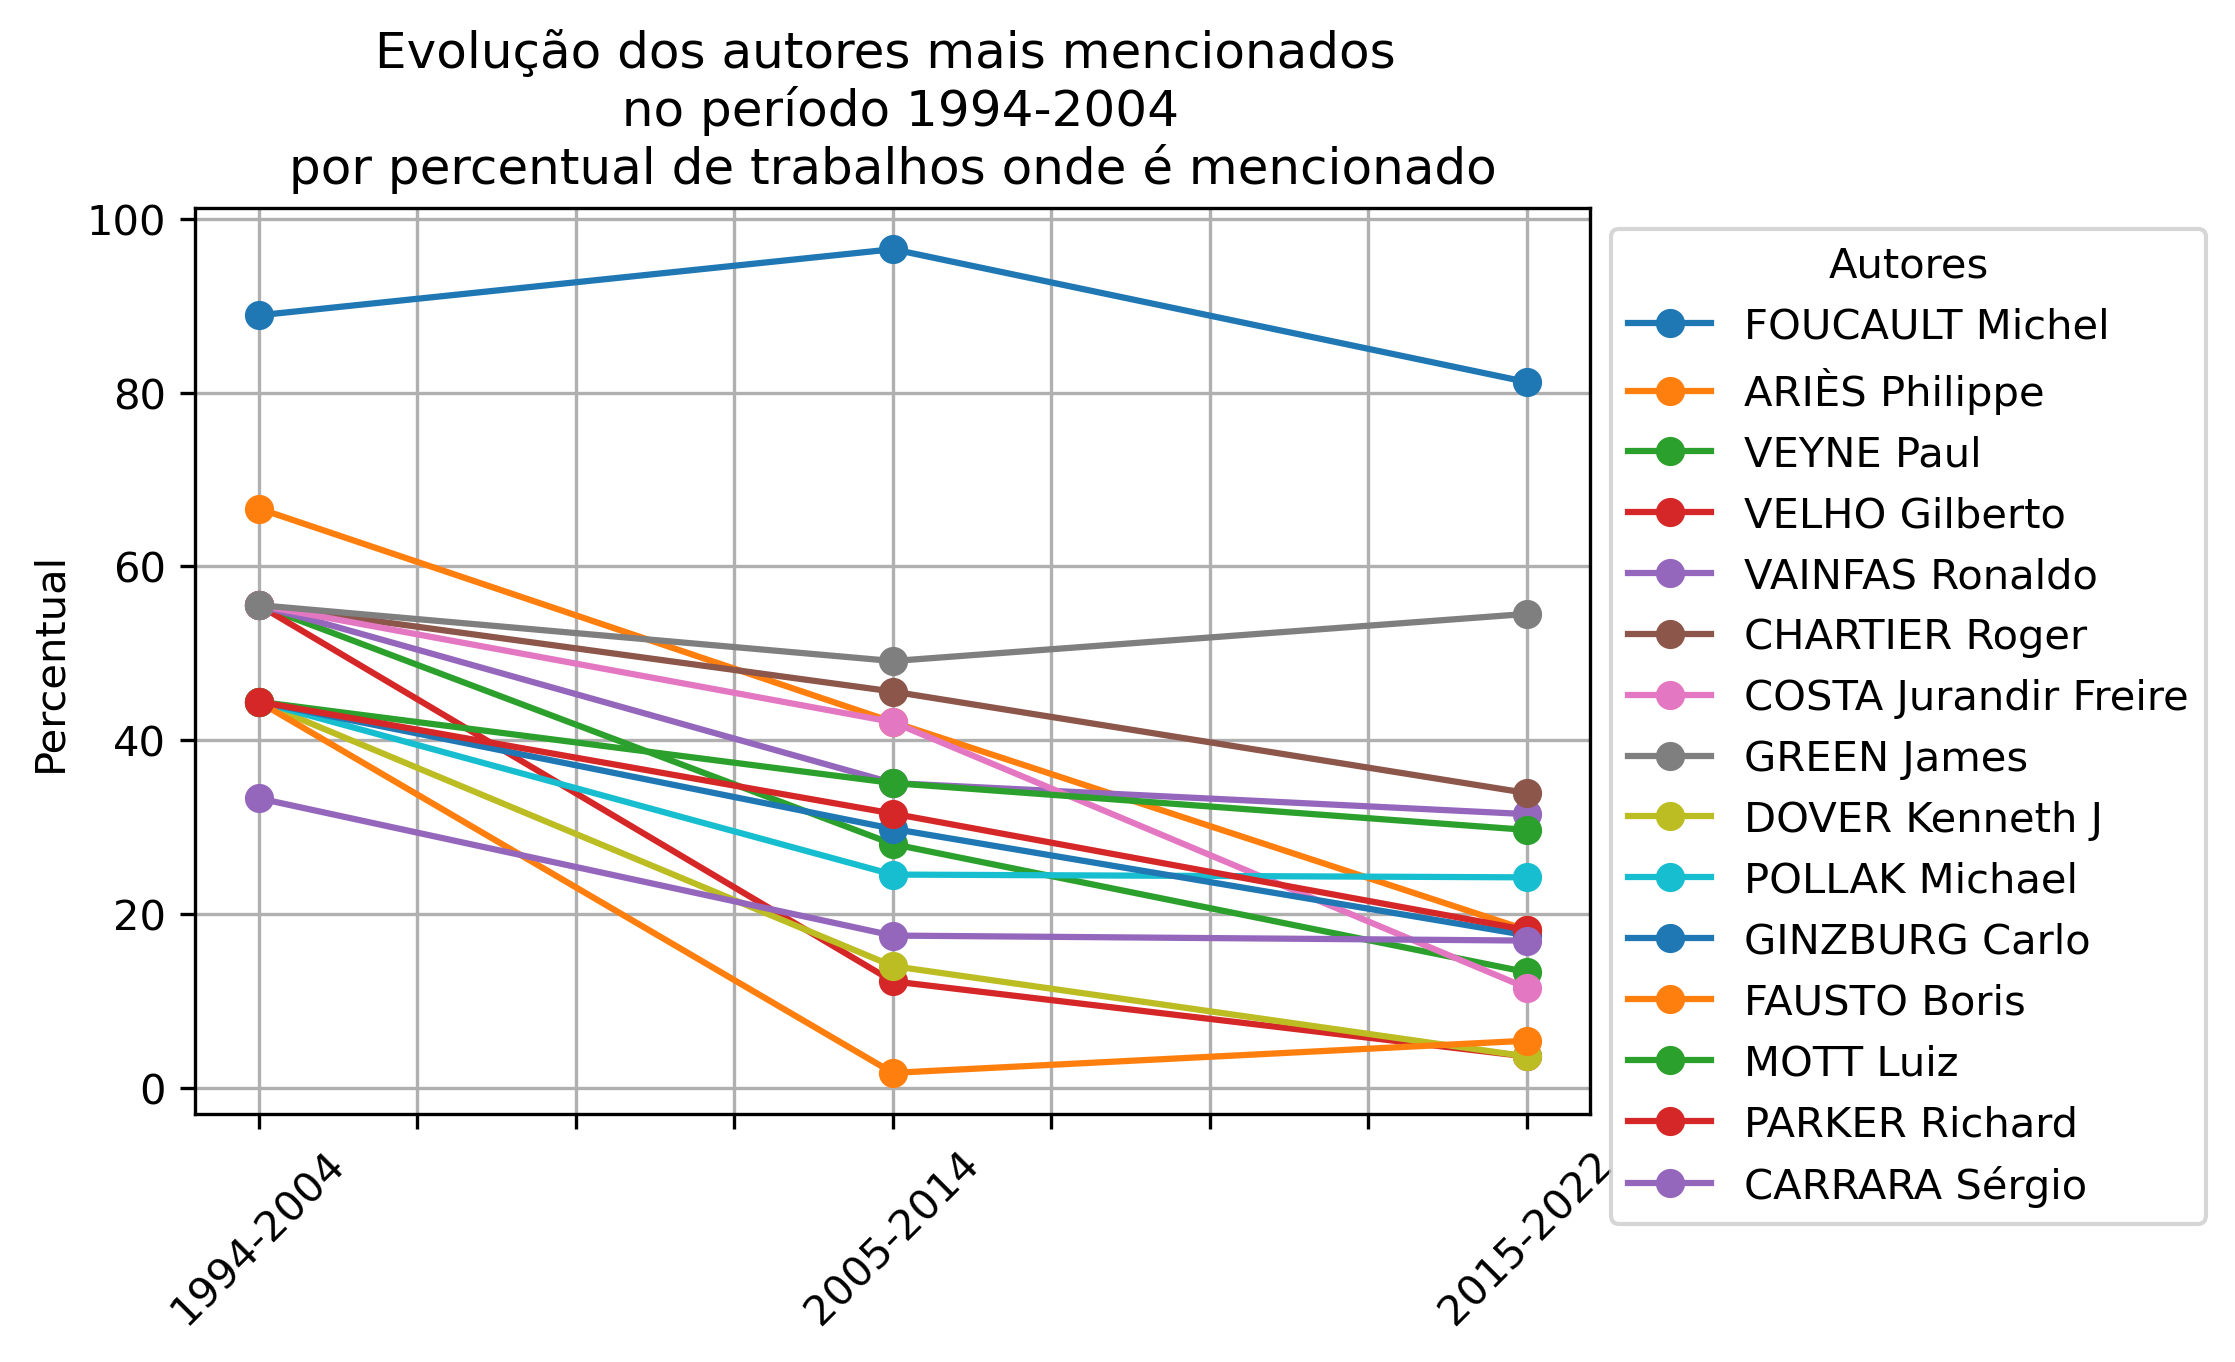 Evolução dos autores mais mencionados
no período 1994-2004
por percentual de trabalhos onde é mencionado
Percentual
100
80
60
40
20
0
1994-2004
2005-2014
2015-2022
Autores
FOUCAULT Michel
ARIÈS Philippe
VEYNE Paul
VELHO Gilberto
VAINFAS Ronaldo
CHARTIER Roger
COSTA Jurandir Freire
GREEN James
DOVER Kenneth J
POLLAK Michael
GINZBURG Carlo
FAUSTO Boris
MOTT Luiz
PARKER Richard
CARRARA Sérgio